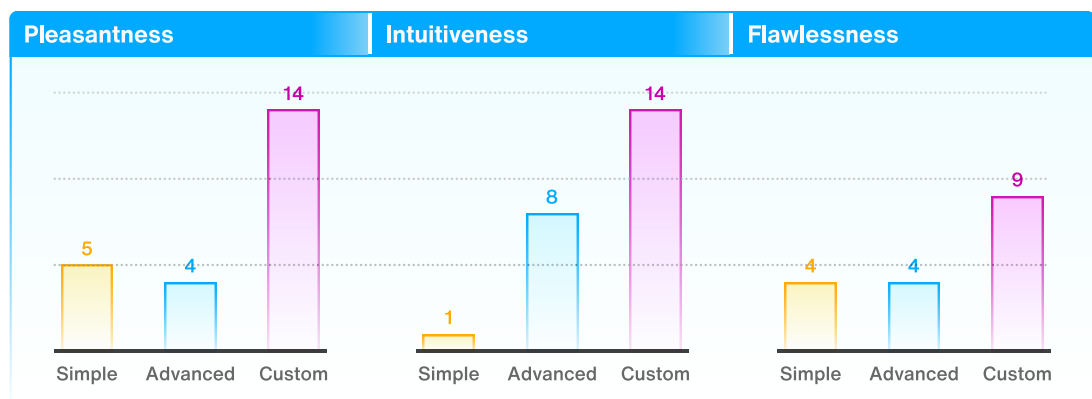 Pleasantness
Intuitiveness
Flawlessness
14
14
9
8
5
4
4
4
1
Simple Advanced Custom
Simple Advanced Custom
Simple Advanced Custom